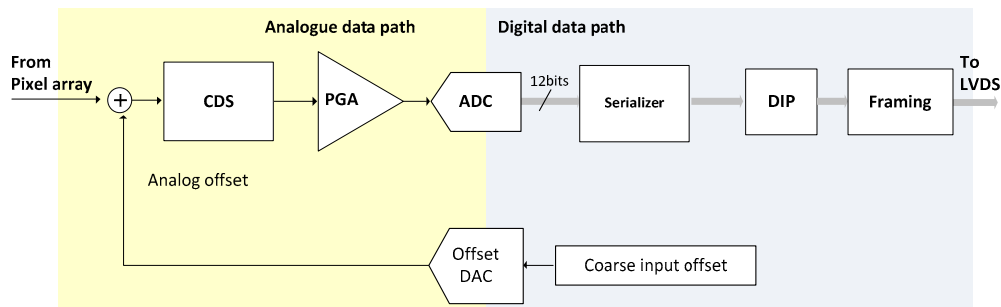 Analogue data path
Digital data path
From
Pixel array
To
LVDS
CDS
PGA
ADC
12bits
Serializer
DIP
Framing
Analog offset
Offset
DAC
Coarse input offset